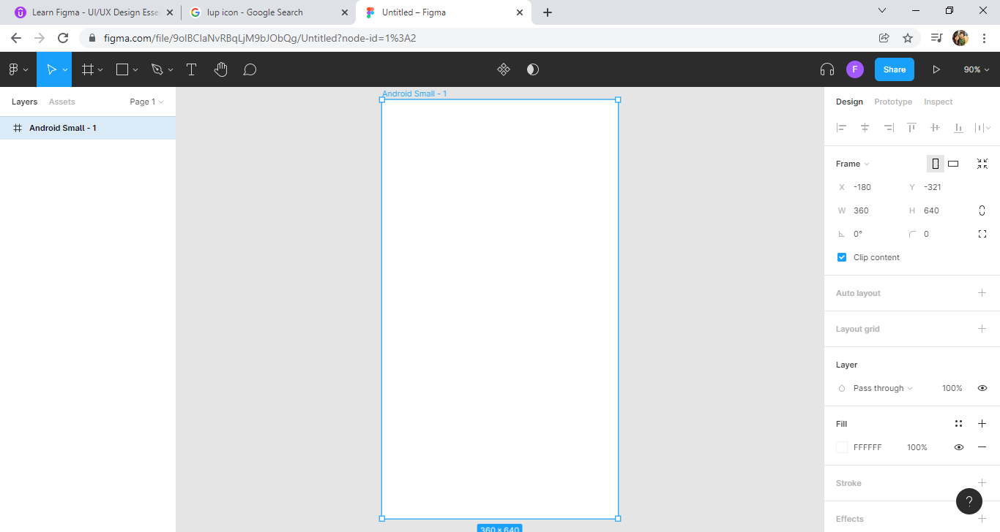 Learn Figma - UI/UX Design Esse
lup icon - Google Search
Untitled – Figma
figma.com/file/9oIBCIaNvRBqLjM9bJObQg/Untitled?node-id=1%3A2
F
Share
90%
Layers
Assets
Page 1
Android Small - 1
Android Small - 1
360 × 640
Design
Prototype
Inspect
Frame
X -180 Y -321
W 360 H 640
0° 0
Clip content
Auto layout
Layout grid
Layer
Pass through 100%
Fill
FFFFFF 100%
Stroke
?
Effects